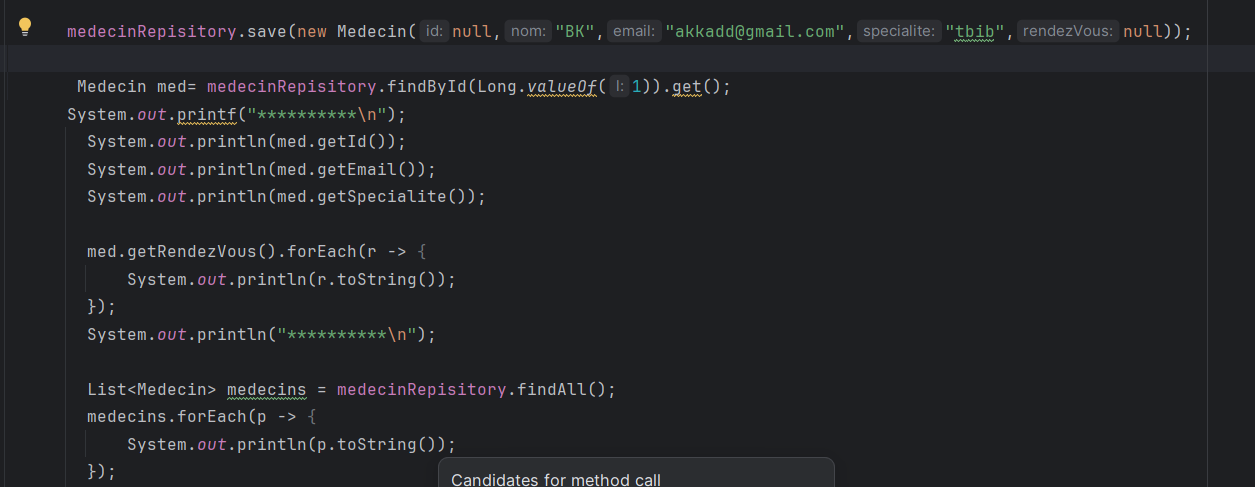 medecinRepisitory.save(new Medecin( id: null, nom: "BK", email: "akkadd@gmail.com", specialite: "tbib", rendezVous: null));
Medecin med= medecinRepisitory.findById(Long.valueOf( l: 1)).get();
System.out.printf("**********\n");
System.out.println(med.getId());
System.out.println(med.getEmail());
System.out.println(med.getSpecialite());
med.getRendezVous().forEach(r -> {
System.out.println(r.toString());
});
System.out.println("**********\n");
List<Medecin> medecins = medecinRepisitory.findAll();
medecins.forEach(p -> {
System.out.println(p.toString());
});
Candidates for method call